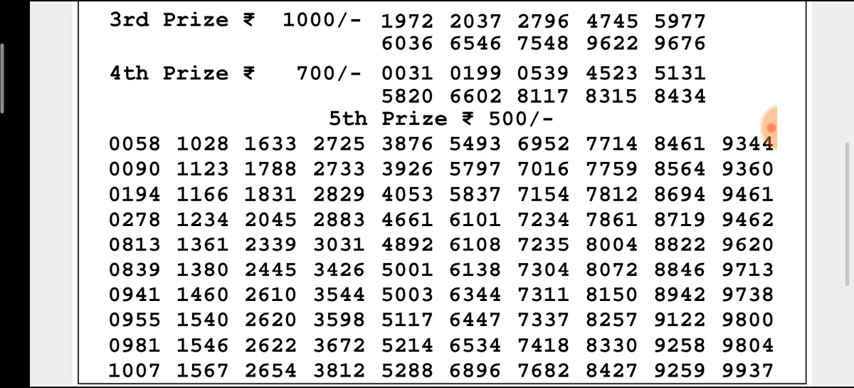 3rd Prize ₹ 1000/- 1972 2037 2796 4745 5977
6036 6546 7548 9622 9676
4th Prize ₹ 700/- 0031 0199 0539 4523 5131
5820 6602 8117 8315 8434
5th Prize ₹ 500/-
0058 1028 1633 2725 3876 5493 6952 7714 8461 9344
0090 1123 1788 2733 3926 5797 7016 7759 8564 9360
0194 1166 1831 2829 4053 5837 7154 7812 8694 9461
0278 1234 2045 2883 4661 6101 7234 7861 8719 9462
0813 1361 2339 3031 4892 6108 7235 8004 8822 9620
0839 1380 2445 3426 5001 6138 7304 8072 8846 9713
0941 1460 2610 3544 5003 6344 7311 8150 8942 9738
0955 1540 2620 3598 5117 6447 7337 8257 9122 9800
0981 1546 2622 3672 5214 6534 7418 8330 9258 9804
1007 1567 2654 3812 5288 6896 7682 8427 9259 9937